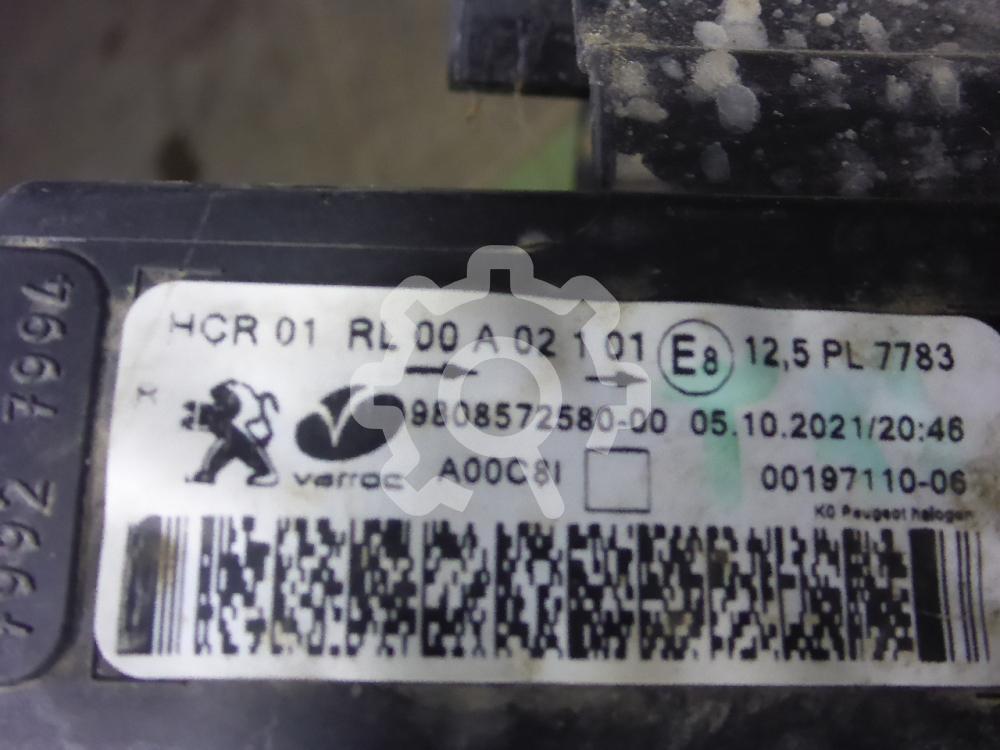 HCR 01 RL 00 A 02 1 01 E8 12,5 PL 7783
9808572580-00 05.10.2021/20:46
varroc A00C8I 00197110-06
K0 Peugeot halogen
7992 7994